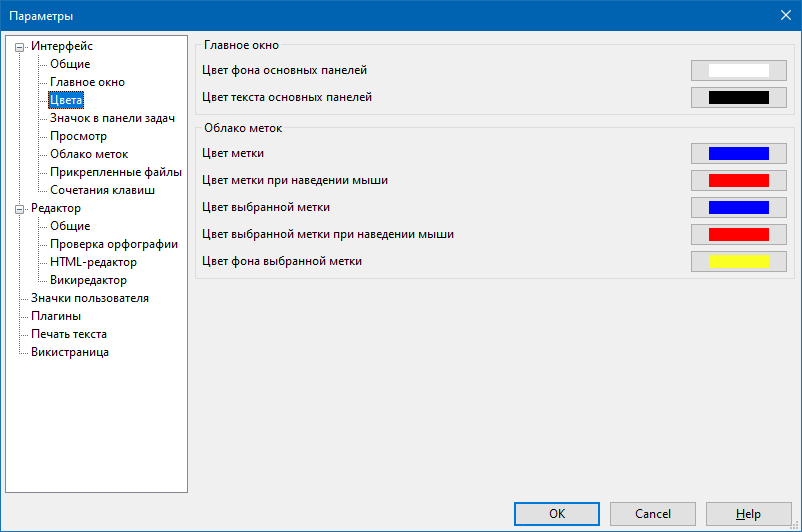 Параметры
Интерфейс
Общие
Главное окно
Цвета
Значок в панели задач
Просмотр
Облако меток
Прикрепленные файлы
Сочетания клавиш
Редактор
Общие
Проверка орфографии
HTML-редактор
Викиредактор
Значки пользователя
Плагины
Печать текста
Викистраница
Главное окно
Цвет фона основных панелей
Цвет текста основных панелей
Облако меток
Цвет метки
Цвет метки при наведении мыши
Цвет выбранной метки
Цвет выбранной метки при наведении мыши
Цвет фона выбранной метки
OK
Cancel
Help